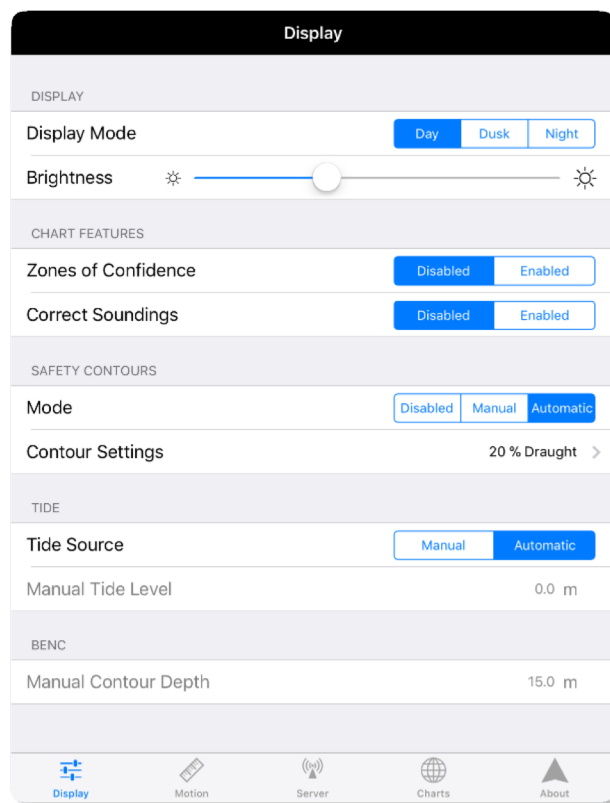 Display
DISPLAY
Display Mode Day Dusk Night
Brightness
CHART FEATURES
Zones of Confidence Disabled Enabled
Correct Soundings Disabled Enabled
SAFETY CONTOURS
Mode Disabled Manual Automatic
Contour Settings 20 % Draught
TIDE
Tide Source Manual Automatic
Manual Tide Level 0.0 m
BENC
Manual Contour Depth 15.0 m
Display Motion Server Charts About